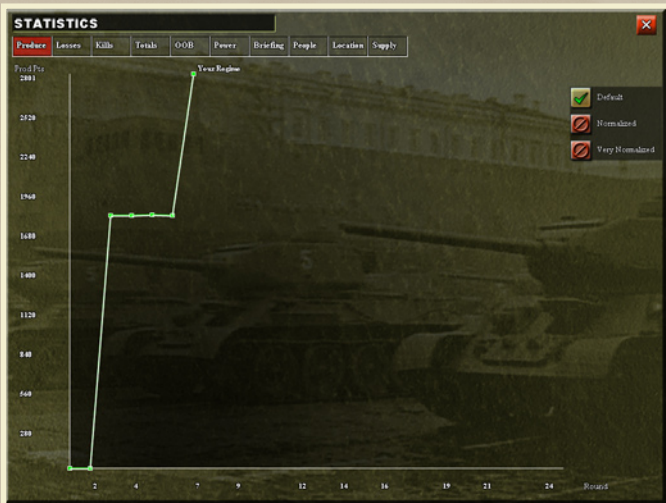 STATISTICS
Produce Losses Kills Totals OOB Power Briefing People Location Supply
Prod Pts
Your Regime
2801
2520
2240
1960
1680
1400
1120
840
560
280
Default
Normalized
Very Normalized
2 4 7 9 12 14 16 19 21 24 Round